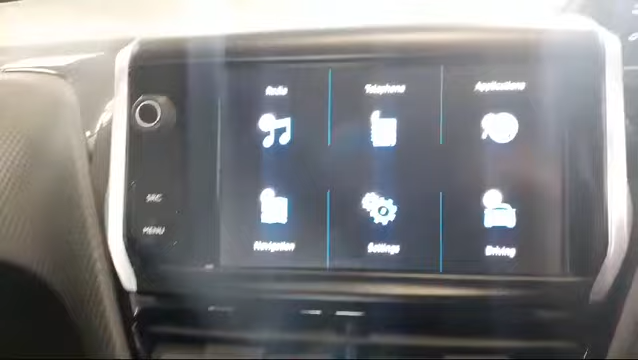 Radio
Telephone
Applications
SRC
MENU
Navigation
Settings
Driving